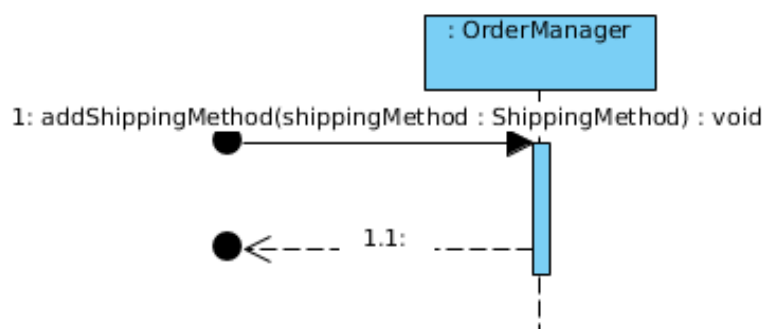 : OrderManager
1: addShippingMethod(shippingMethod : ShippingMethod) : void
1.1: